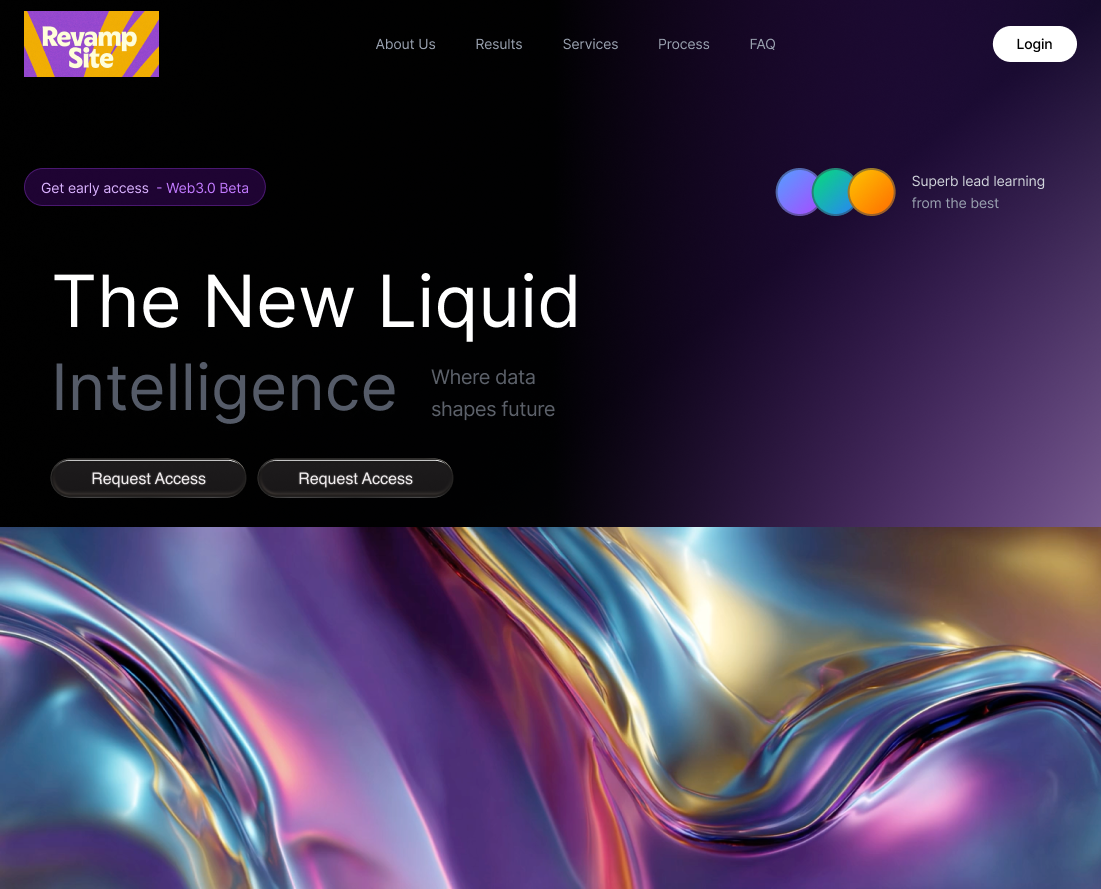 Revamp
Site
About Us
Results
Services
Process
FAQ
Login
Get early access - Web3.0 Beta
Superb lead learning
from the best
The New Liquid
Intelligence
Where data
shapes future
Request Access
Request Access